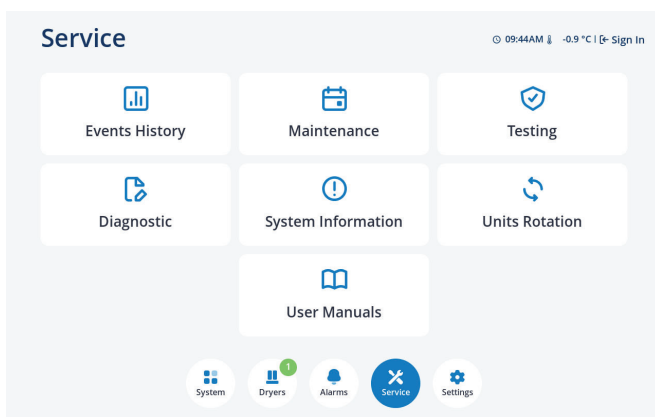 Service
09:44AM -0.9 °C | Sign In
Events History
Maintenance
Testing
Diagnostic
System Information
Units Rotation
User Manuals
1
System
Dryers
Alarms
Service
Settings